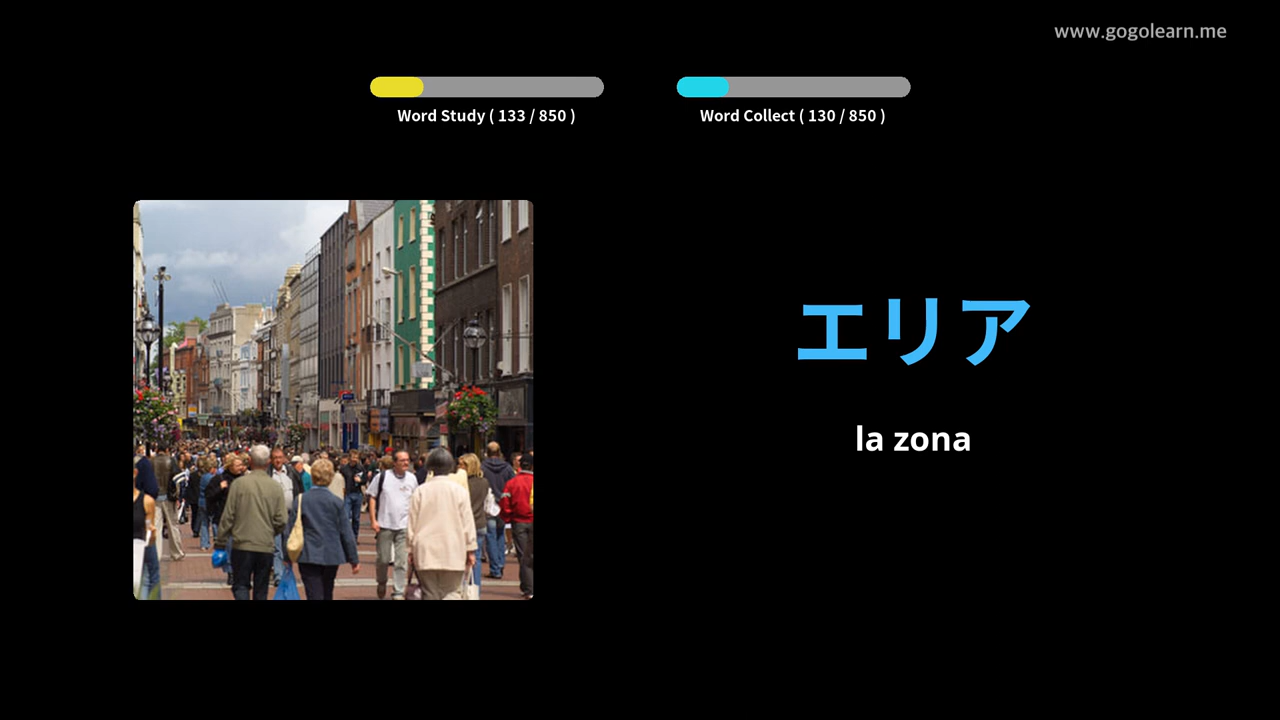 www.gogolearn.me
Word Study ( 133 / 850 )
Word Collect ( 130 / 850 )
エリア
la zona